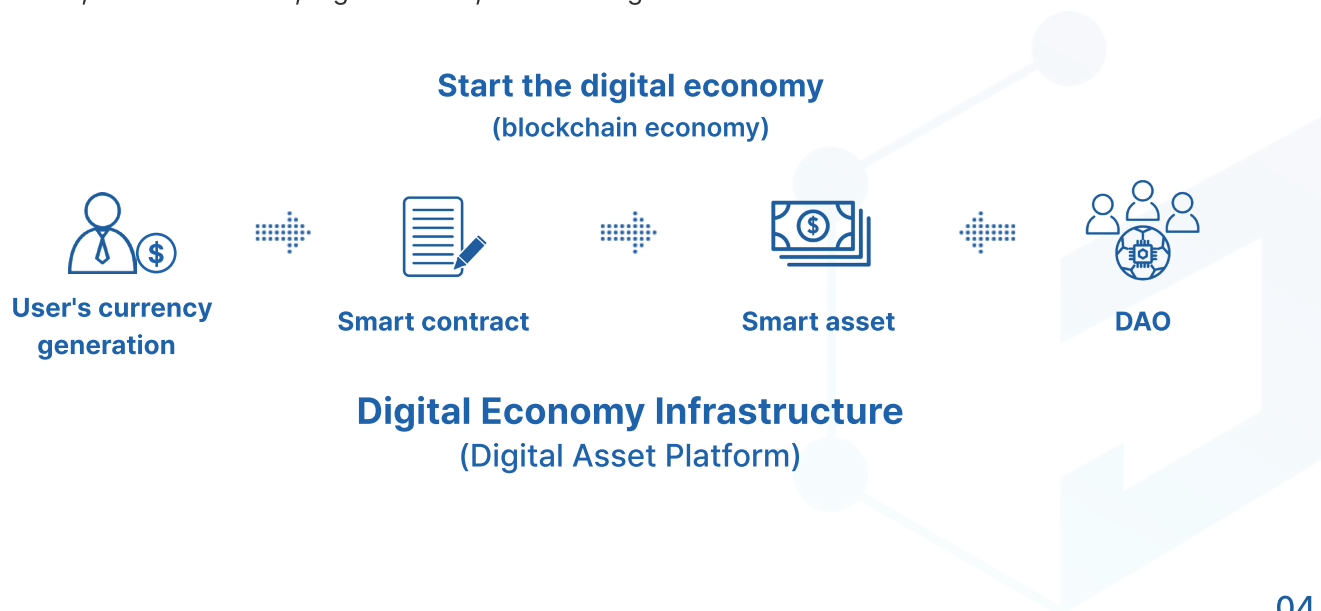 Start the digital economy
(blockchain economy)
$
$
User's currency
generation
Smart contract
Smart asset
DAO
Digital Economy Infrastructure
(Digital Asset Platform)
04